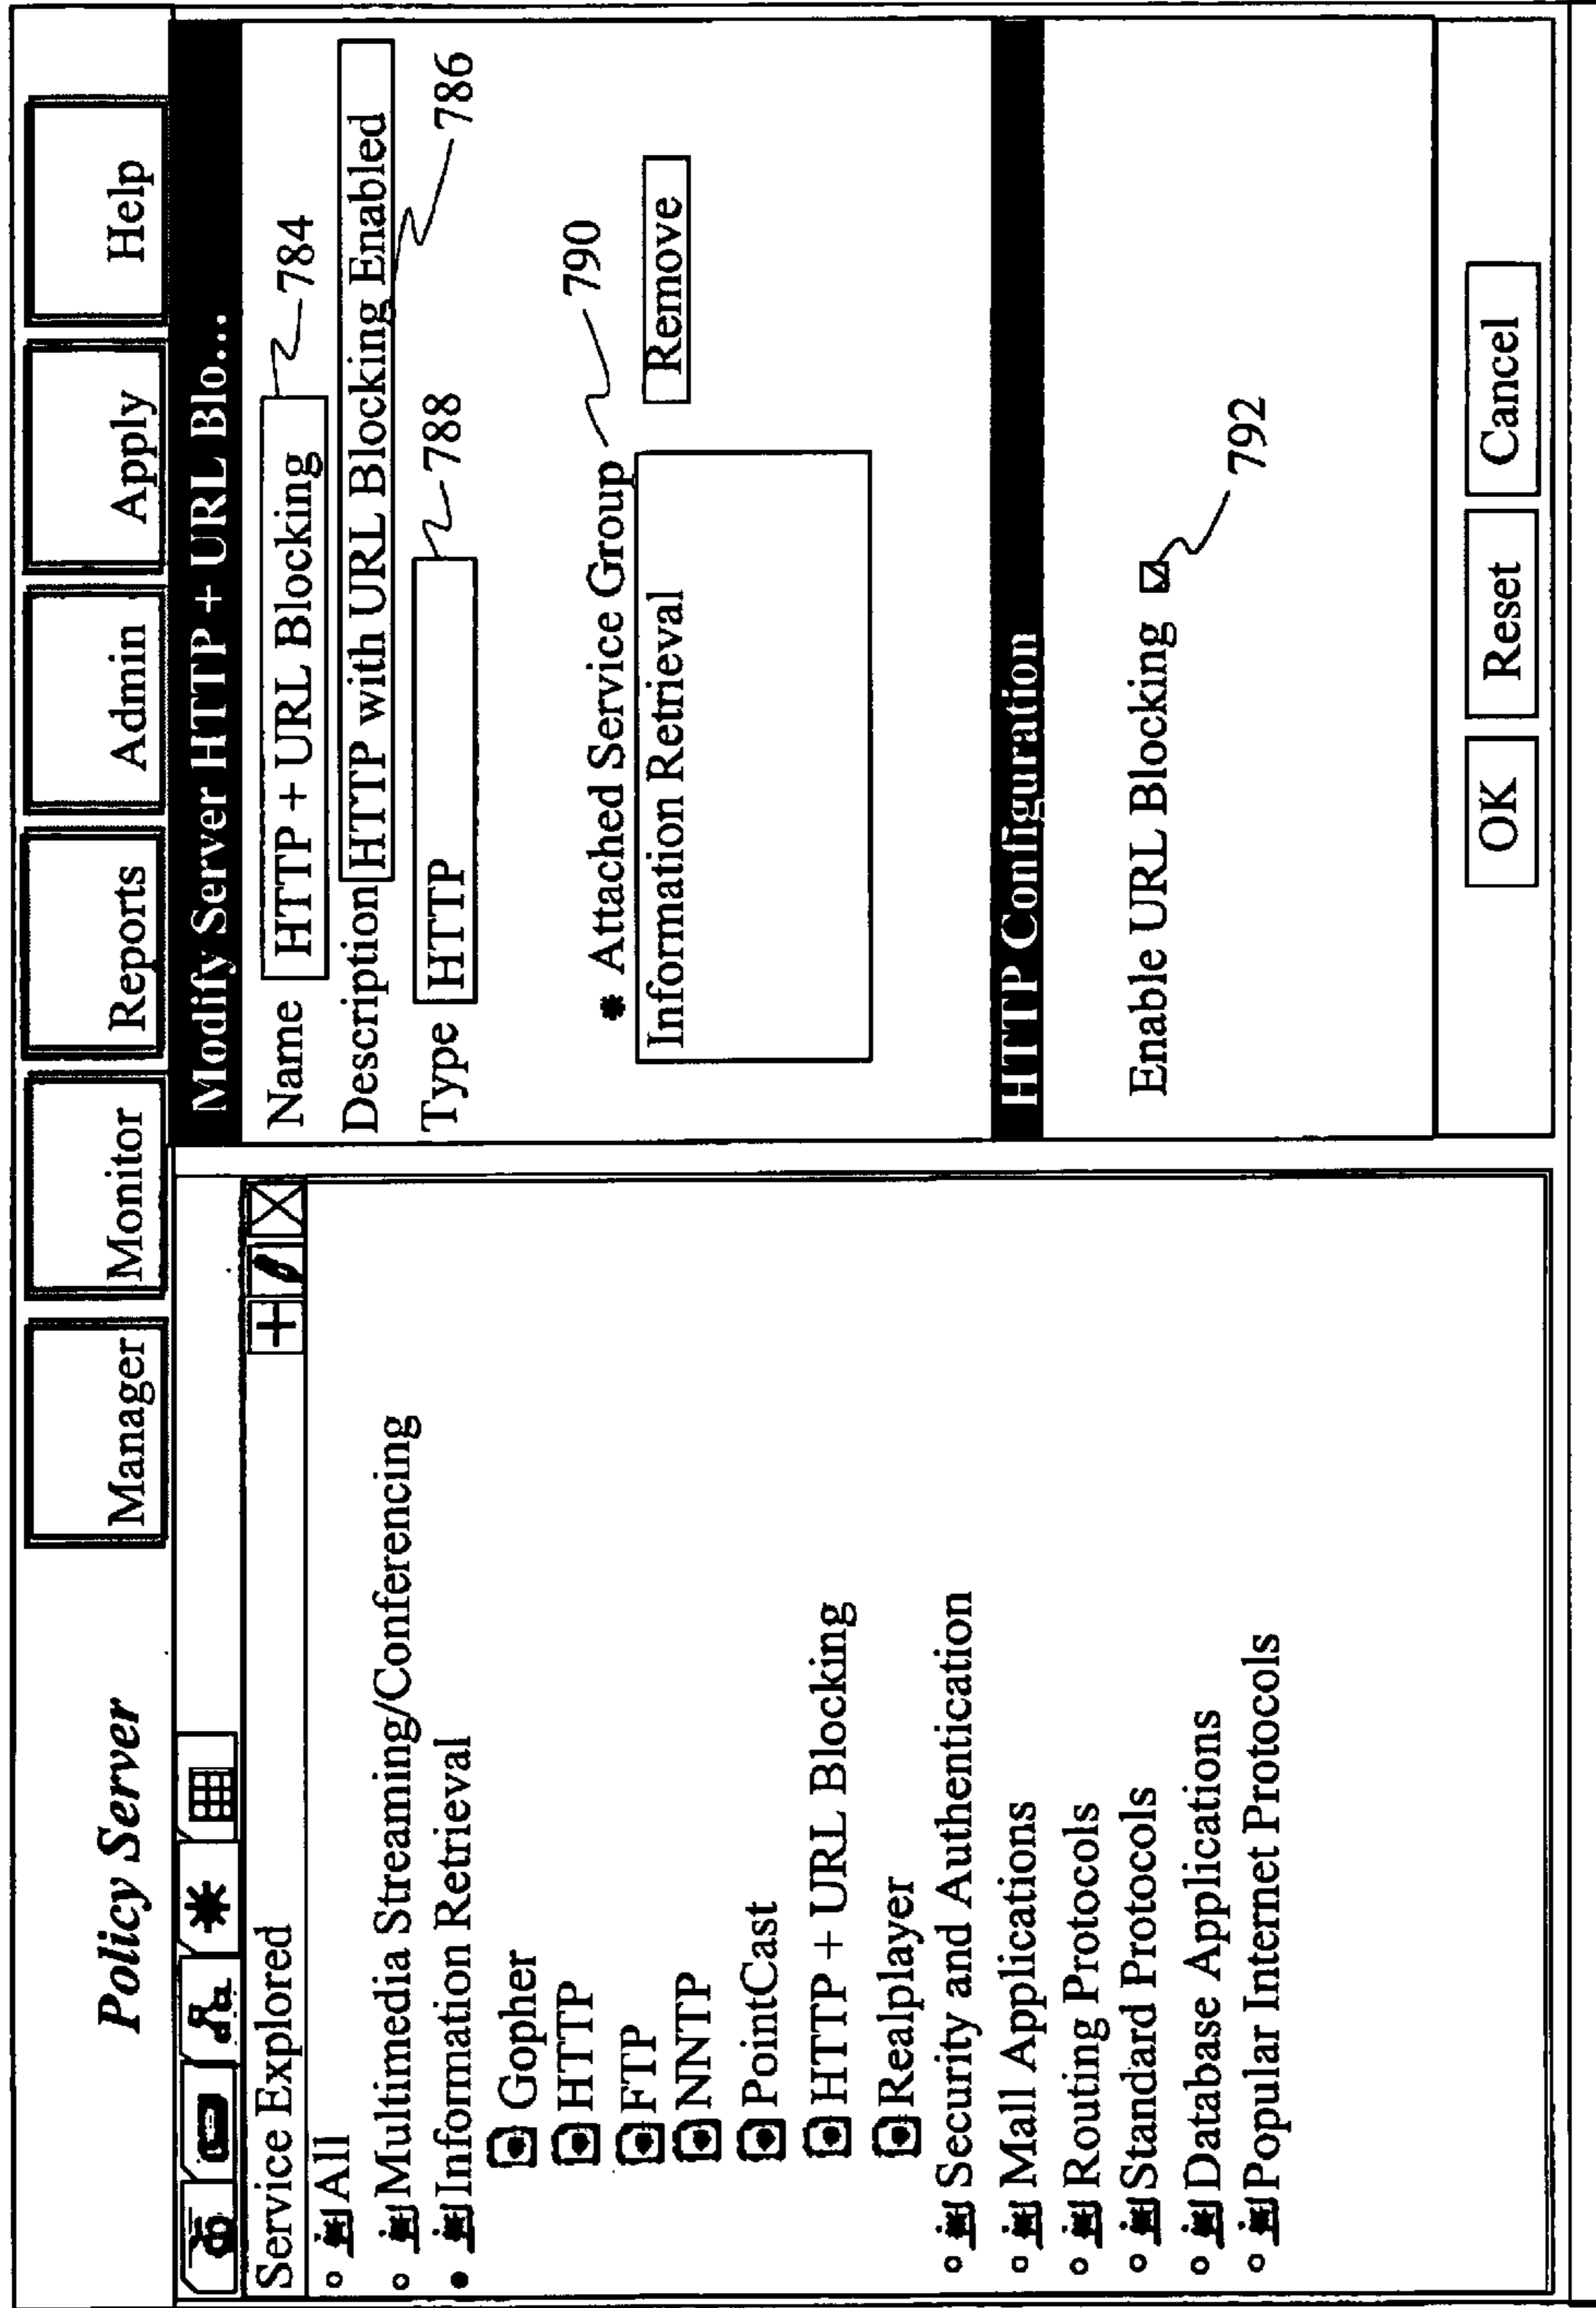 Policy Server
Manager
Monitor
Reports
Admin
Apply
Help
Service Explored
All
Multimedia Streaming/Conferencing
Information Retrieval
Gopher
HTTP
FTP
NNTP
PointCast
HTTP + URL Blocking
Realplayer
Security and Authentication
Mall Applications
Routing Protocols
Standard Protocols
Database Applications
Popular Internet Protocols
Modify Server HTTP + URL Blo...
Name HTTP + URL Blocking 784
Description HTTP with URL Blocking Enabled 786
Type HTTP 788
Attached Service Group 790
Information Retrieval
Remove
HTTP Configuration
Enable URL Blocking 792
OK Reset Cancel